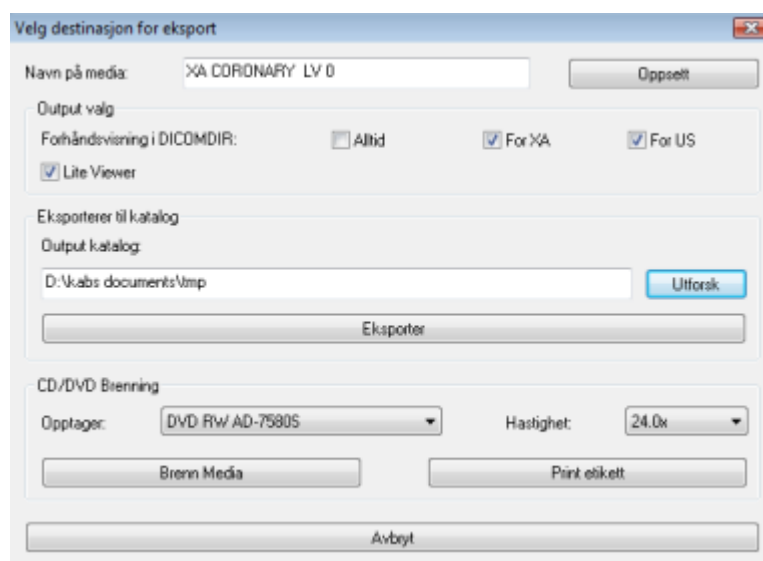 Velg destinasjon for eksport
Navn på media: XA CORONARY LV 0 Oppsett
Output valg
Forhåndsvisning i DICOMDIR: Alltid For XA For US
Lite Viewer
Eksporterer til katalog
Output katalog:
D:\kabs documents\tmp Utforsk
Eksporter
CD/DVD Brenning
Opptager: DVD RW AD-7580S Hastighet: 24.0x
Brenn Media Print etikett
Avbryt